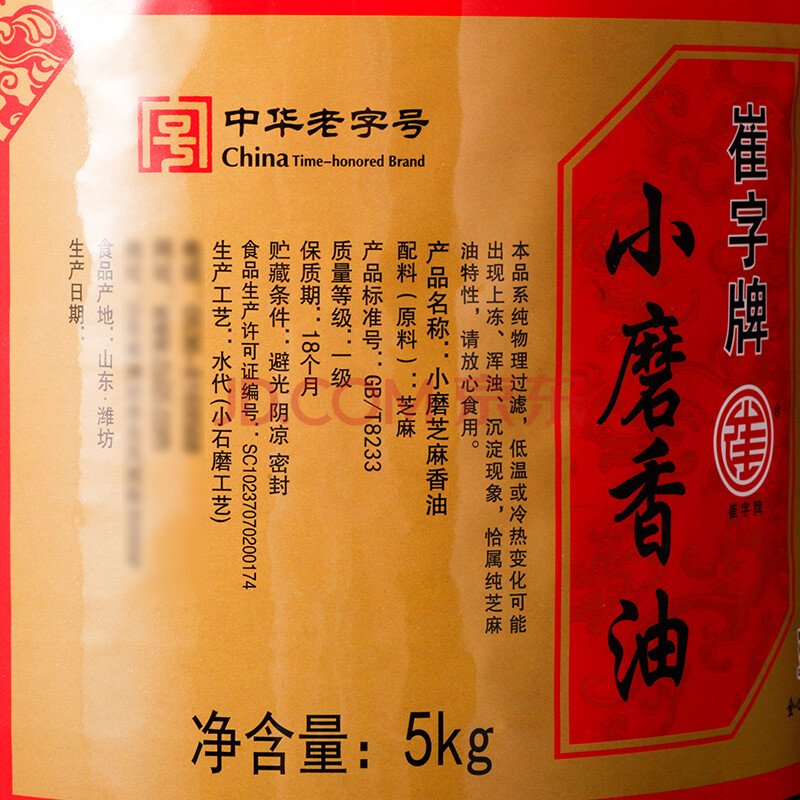 中华老字号
China Time-honored Brand
崔字牌
小磨香油
崔字牌
本品系纯物理过滤，低温或冷热变化可能
出现上冻、浑浊、沉淀现象，恰属纯芝麻
油特性，请放心食用。
产品名称：小磨芝麻香油
配料（原料）：芝麻
产品标准号：GB/T8233
质量等级：一级
保质期：18个月
贮藏条件：避光 阴凉 密封
食品生产许可证编号：SC10237070200174
生产工艺：水代(小石磨工艺)
食品产地：山东·潍坊
生产日期：
净含量：5kg
JD.COM 京东